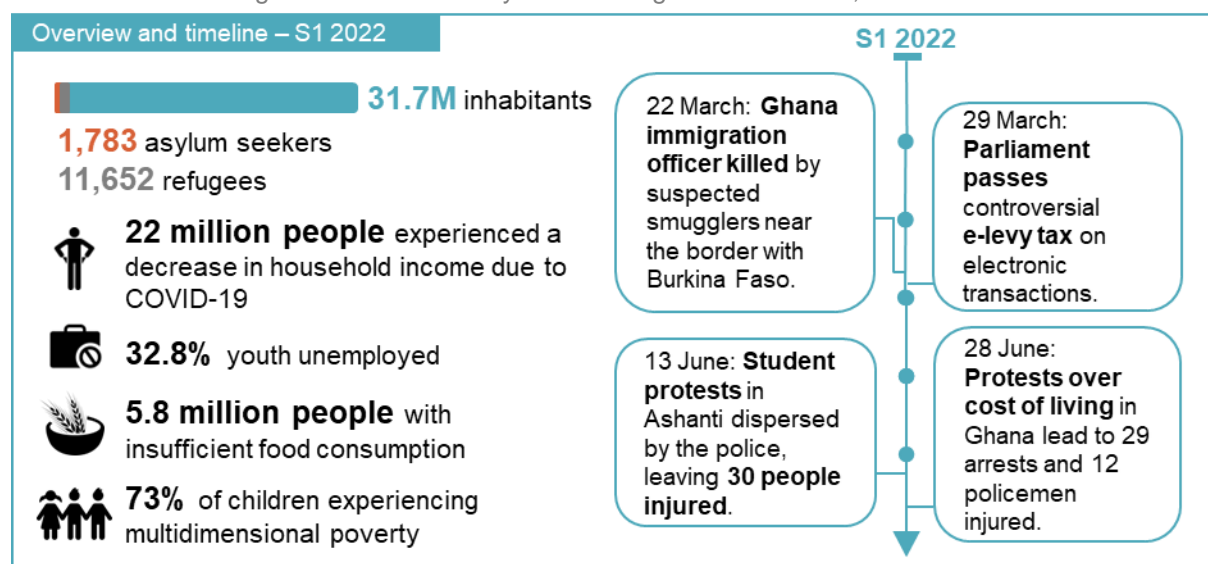 Overview and timeline – S1 2022
31.7M inhabitants
1,783 asylum seekers
11,652 refugees
22 million people experienced a
decrease in household income due to
COVID-19
32.8% youth unemployed
5.8 million people with
insufficient food consumption
73% of children experiencing
multidimensional poverty
S1 2022
22 March: Ghana
immigration
officer killed by
suspected
smugglers near
the border with
Burkina Faso.
29 March:
Parliament
passes
controversial
e-levy tax on
electronic
transactions.
13 June: Student
protests in
Ashanti dispersed
by the police,
leaving 30 people
injured.
28 June:
Protests over
cost of living in
Ghana lead to 29
arrests and 12
policemen
injured.